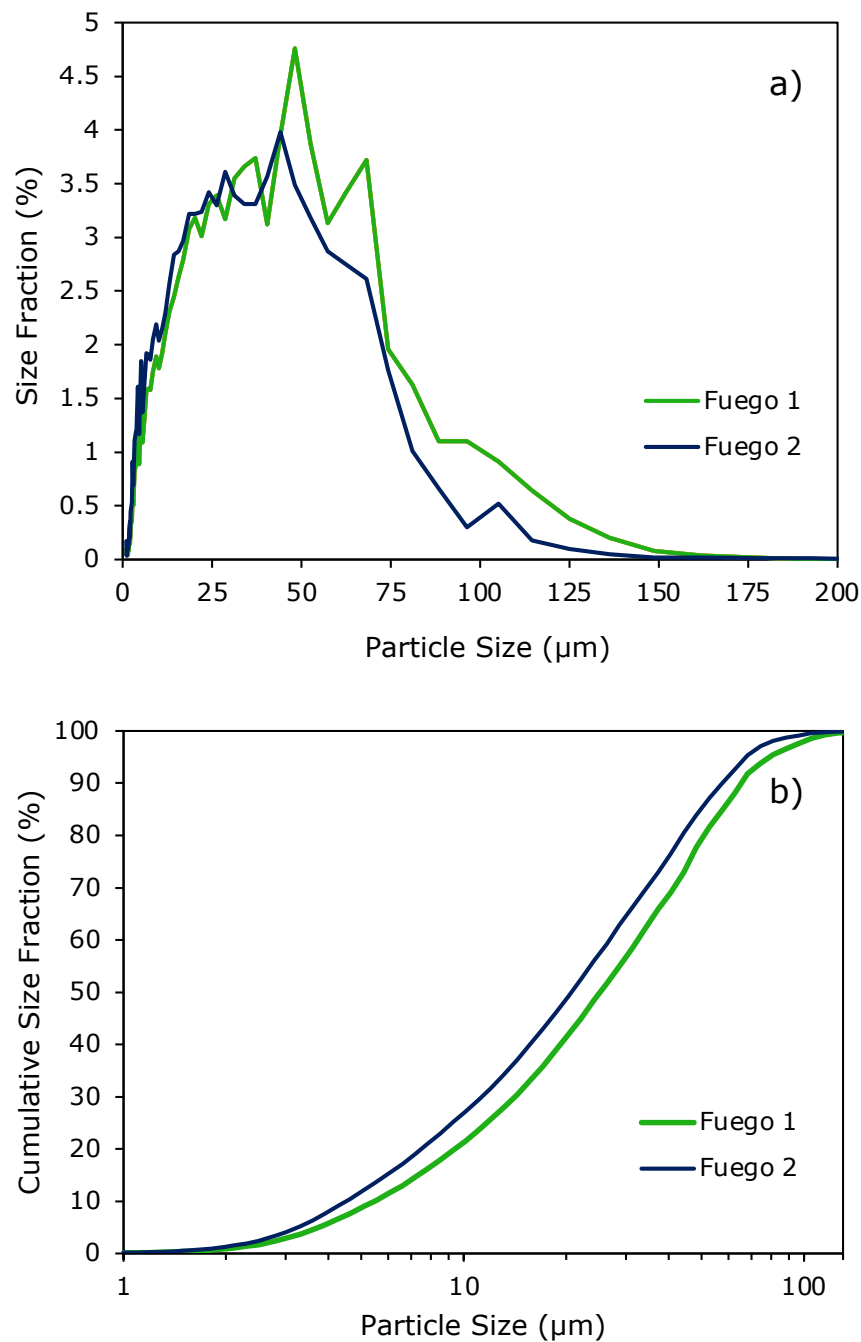 5
4.5
4
3.5
3
2.5
2
1.5
1
0.5
0
Size Fraction (%)
a)
Fuego 1
Fuego 2
0 25 50 75 100 125 150 175 200
Particle Size (µm)
100
90
80
70
60
50
40
30
20
10
0
Cumulative Size Fraction (%)
b)
Fuego 1
Fuego 2
1 10 100
Particle Size (µm)